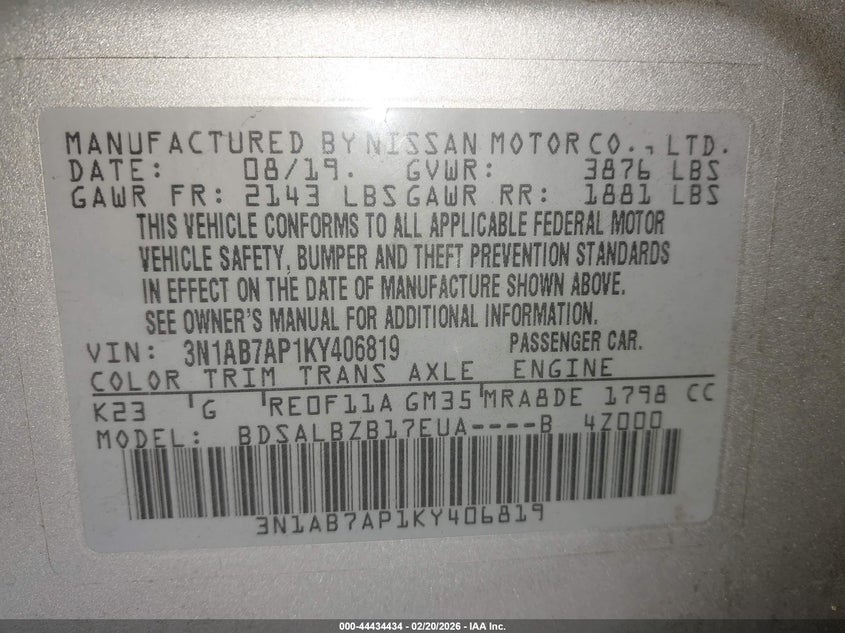 MANUFACTURED BY NISSAN MOTOR CO., LTD.
DATE: 08/19. GVWR: 3876 LBS
GAWR FR: 2143 LBS GAWR RR: 1881 LBS
THIS VEHICLE CONFORMS TO ALL APPLICABLE FEDERAL MOTOR
VEHICLE SAFETY, BUMPER AND THEFT PREVENTION STANDARDS
IN EFFECT ON THE DATE OF MANUFACTURE SHOWN ABOVE.
SEE OWNER'S MANUAL FOR ADDITIONAL INFORMATION.
VIN: 3N1AB7AP1KY406819 PASSENGER CAR.
COLOR TRIM TRANS AXLE ENGINE
K23 G RE0F11A GM35 MRA8DE 1798 CC
MODEL: BDSALBZB17EUA----B 4Z000
3N1AB7AP1KY406819
000-44434434 — 02/20/2026 — IAA Inc.